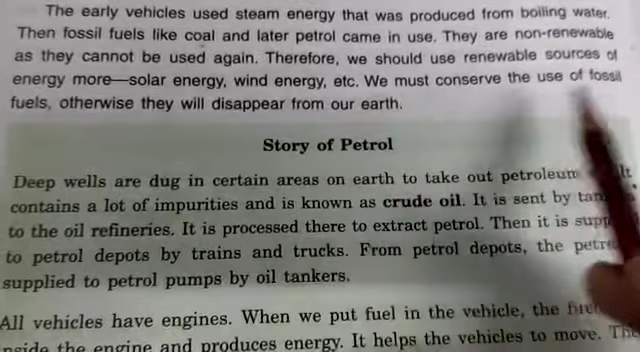 The early vehicles used steam energy that was produced from boiling water.
Then fossil fuels like coal and later petrol came in use. They are non-renewable
as they cannot be used again. Therefore, we should use renewable sources of
energy more—solar energy, wind energy, etc. We must conserve the use of fossil
fuels, otherwise they will disappear from our earth.
Story of Petrol
Deep wells are dug in certain areas on earth to take out petroleum It
contains a lot of impurities and is known as crude oil. It is sent by
to the oil refineries. It is processed there to extract petrol. Then it is
to petrol depots by trains and trucks. From petrol depots, the
supplied to petrol pumps by oil tankers.
All vehicles have engines. When we put fuel in the vehicle, the
inside the engine and produces energy. It helps the vehicles to move.